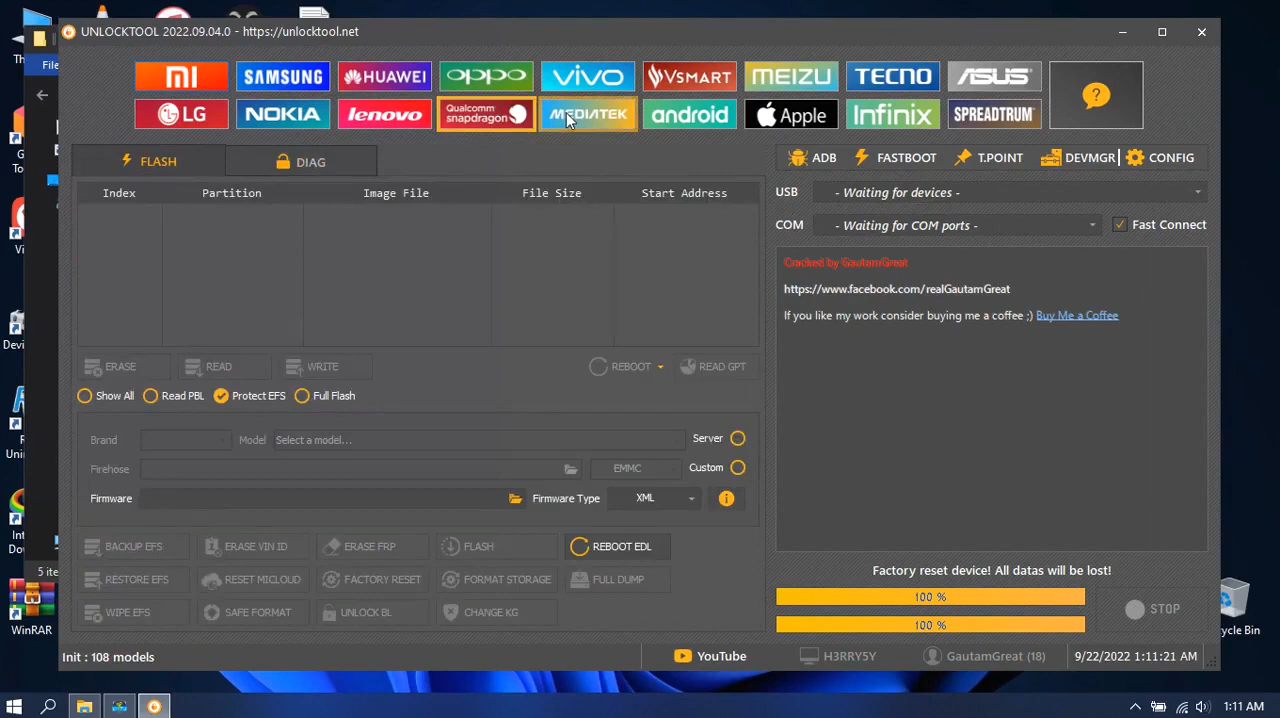 UNLOCKTOOL 2022.09.04.0 - https://unlocktool.net
MI SAMSUNG HUAWEI OPPO vivo VSMART MEIZU TECNO ASUS ?
LG NOKIA lenovo Qualcomm snapdragon MEDIATEK android Apple Infinix SPREADTRUM
FLASH DIAG
ADB FASTBOOT T.POINT DEVMGR CONFIG
Index Partition Image File File Size Start Address
USB - Waiting for devices -
COM - Waiting for COM ports - Fast Connect
Cracked by GautamGreat
https://www.facebook.com/realGautamGreat
If you like my work consider buying me a coffee ;) Buy Me a Coffee
ERASE READ WRITE REBOOT READ GPT
Show All Read PBL Protect EFS Full Flash
Brand Model Select a model... Server
Firehose EMMC Custom
Firmware Firmware Type XML
BACKUP EFS ERASE VIN ID ERASE FRP FLASH REBOOT EDL
RESTORE EFS RESET MICLOUD FACTORY RESET FORMAT STORAGE FULL DUMP
WIPE EFS SAFE FORMAT UNLOCK BL CHANGE KG
Factory reset device! All datas will be lost!
100 %
100 %
STOP
Init : 108 models
YouTube H3RRY5Y GautamGreat (18) 9/22/2022 1:11:21 AM
File
5 ite
WinRAR
cycle Bin
1:11 AM